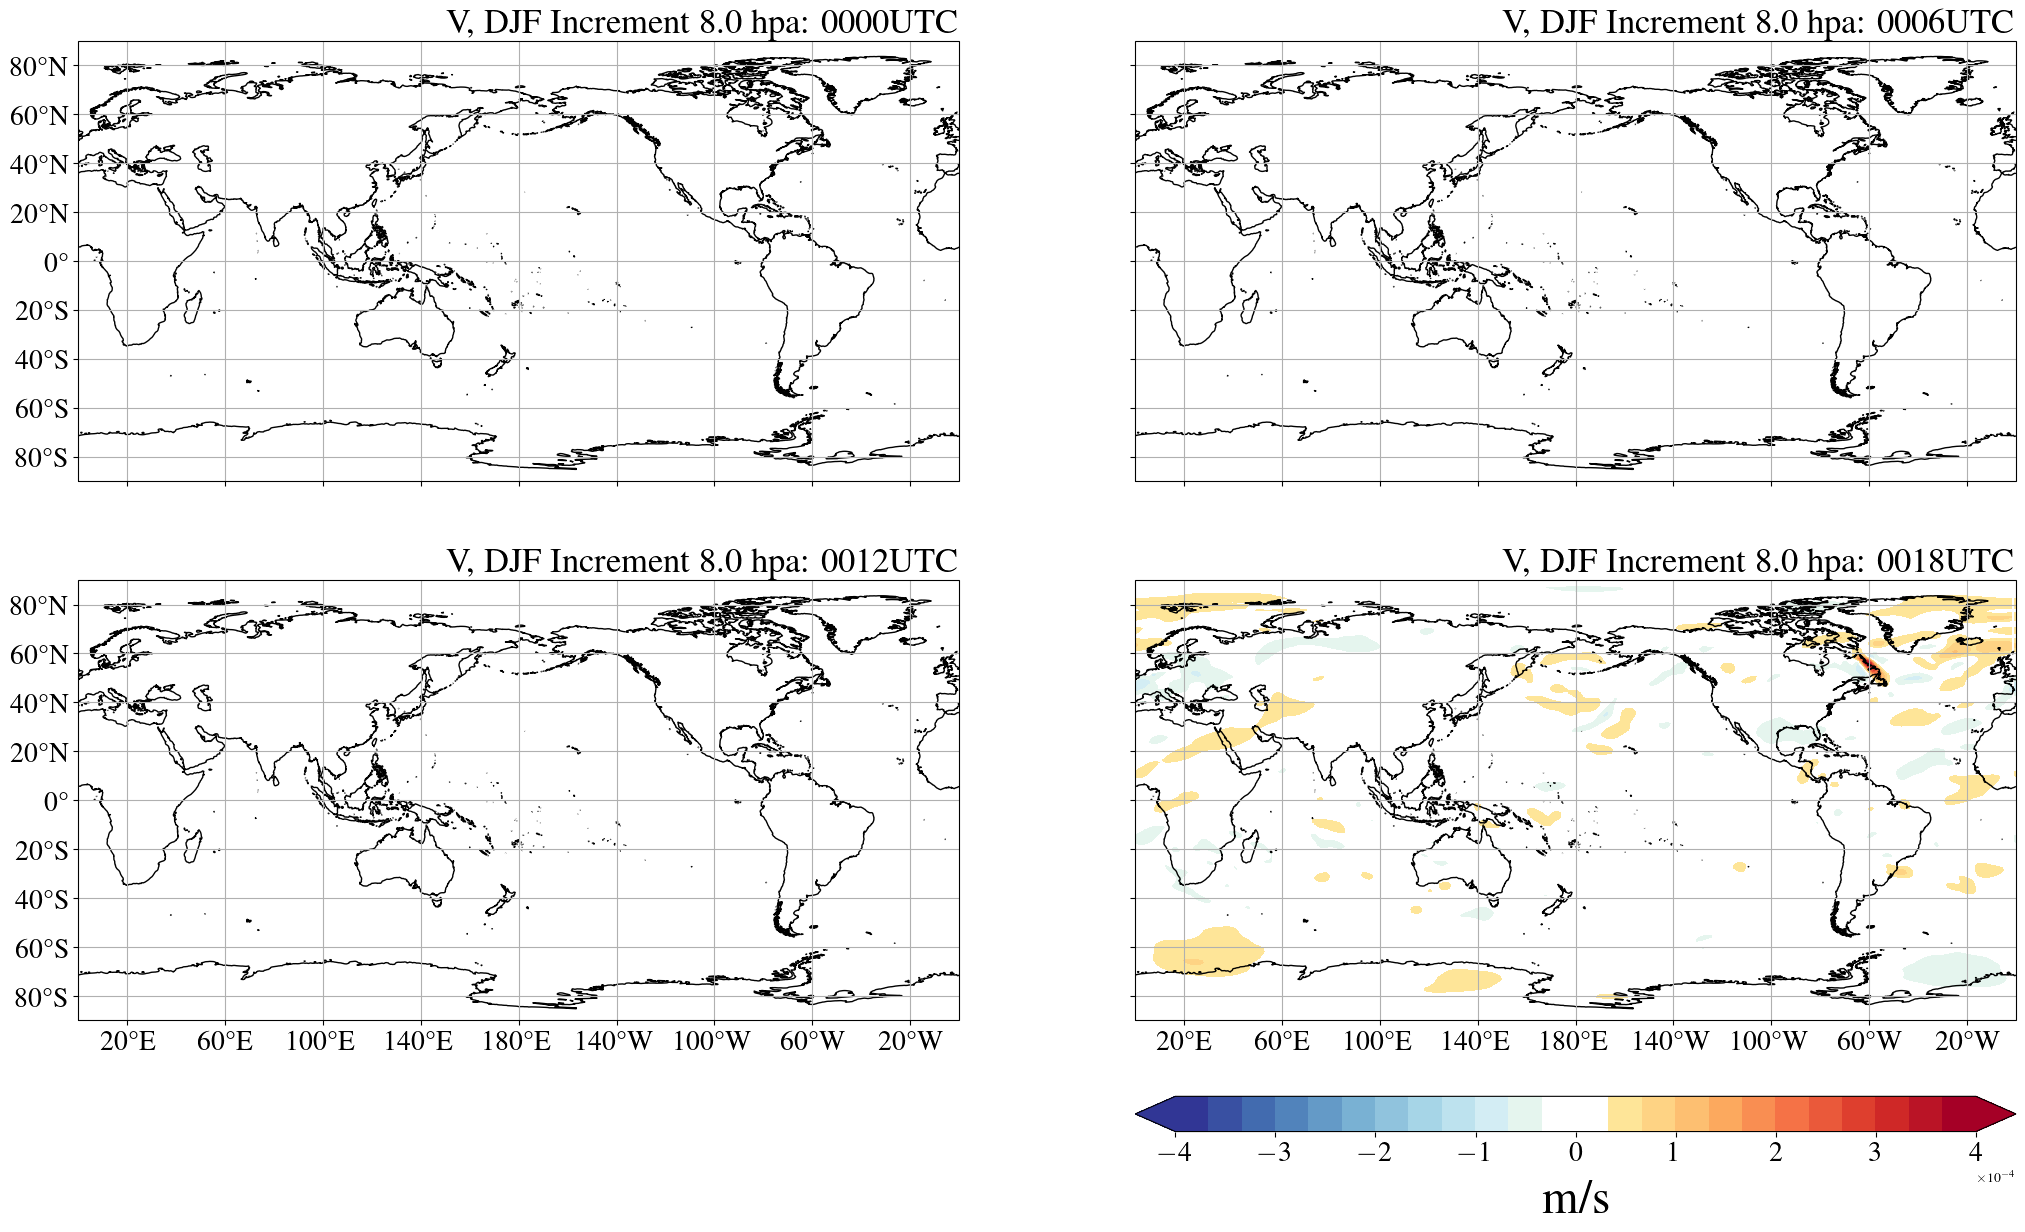 V, DJF Increment 8.0 hpa: 0000UTC
V, DJF Increment 8.0 hpa: 0006UTC
80°N
60°N
40°N
20°N
0°
20°S
40°S
60°S
80°S
V, DJF Increment 8.0 hpa: 0012UTC
V, DJF Increment 8.0 hpa: 0018UTC
80°N
60°N
40°N
20°N
0°
20°S
40°S
60°S
80°S
20°E 60°E 100°E 140°E 180°E 140°W 100°W 60°W 20°W
20°E 60°E 100°E 140°E 180°E 140°W 100°W 60°W 20°W
−4 −3 −2 −1 0 1 2 3 4
×10⁻⁴
m/s